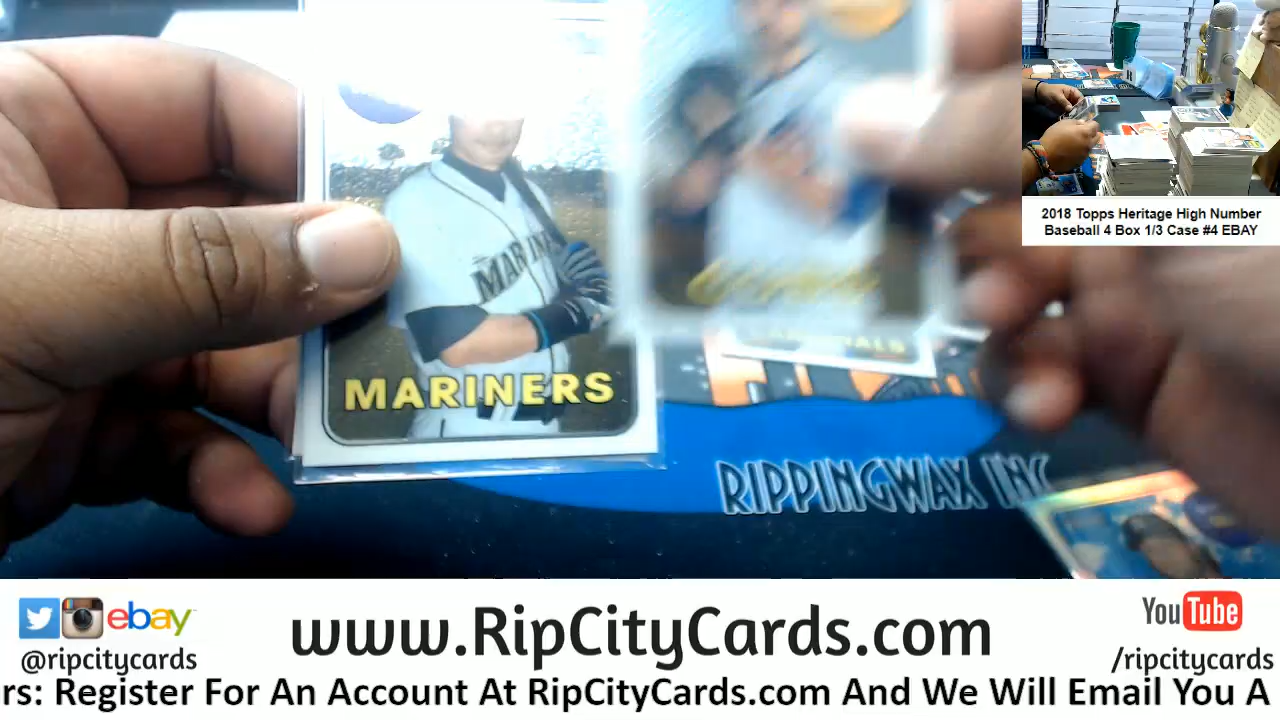 MARINERS
MARINERS
RIPPINGWAX INC
2018 Topps Heritage High Number
Baseball 4 Box 1/3 Case #4 EBAY
ebay
@ripcitycards
www.RipCityCards.com
YouTube
/ripcitycards
rs: Register For An Account At RipCityCards.com And We Will Email You A